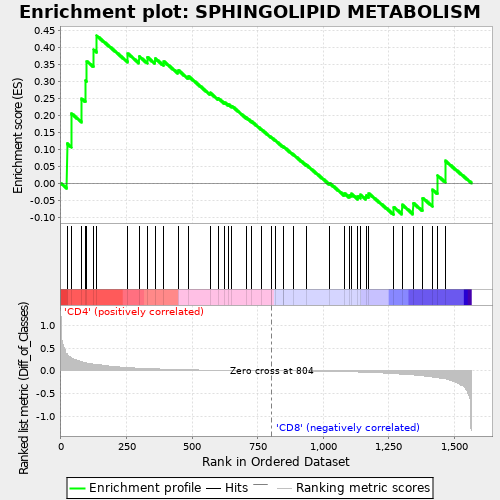 Enrichment plot: SPHINGOLIPID METABOLISM
Enrichment score (ES)
0.45
0.40
0.35
0.30
0.25
0.20
0.15
0.10
0.05
0.00
-0.05
-0.10
'CD4' (positively correlated)
Ranked list metric (Diff_of_Classes)
1.0
0.5
0.0
-0.5
-1.0
Zero cross at 804
'CD8' (negatively correlated)
0
250
500
750
1,000
1,250
1,500
Rank in Ordered Dataset
Enrichment profile
Hits
Ranking metric scores